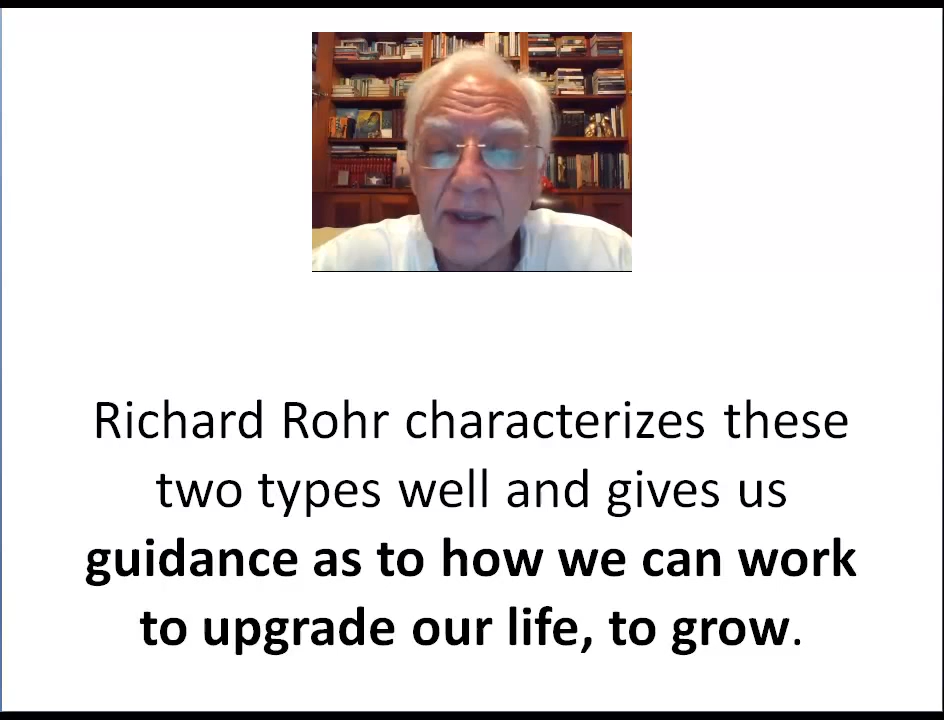 Richard Rohr characterizes these
two types well and gives us
guidance as to how we can work
to upgrade our life, to grow.